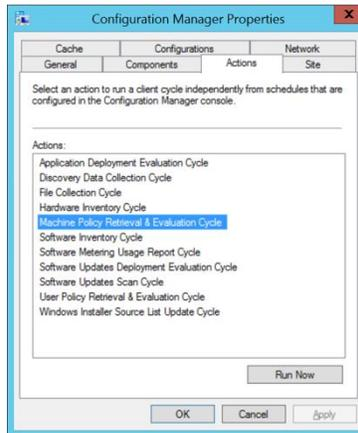 Configuration Manager Properties
x
Cache
Configurations
Network
General
Components
Actions
Site
Select an action to run a client cycle independently from schedules that are
configured in the Configuration Manager console.
Actions:
Application Deployment Evaluation Cycle
Discovery Data Collection Cycle
File Collection Cycle
Hardware Inventory Cycle
Machine Policy Retrieval & Evaluation Cycle
Software Inventory Cycle
Software Metering Usage Report Cycle
Software Updates Deployment Evaluation Cycle
Software Updates Scan Cycle
User Policy Retrieval & Evaluation Cycle
Windows Installer Source List Update Cycle
Run Now
OK
Cancel
Apply